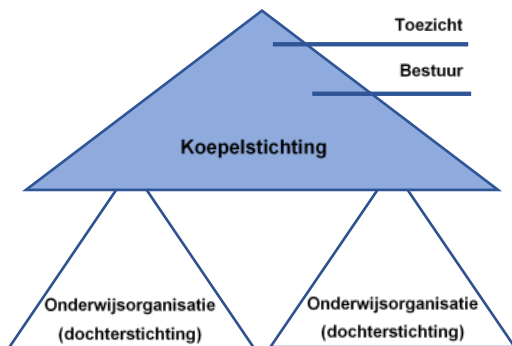 Toezicht
Bestuur
Koepelstichting
Onderwijsorganisatie
(dochterstichting)
Onderwijsorganisatie
(dochterstichting)